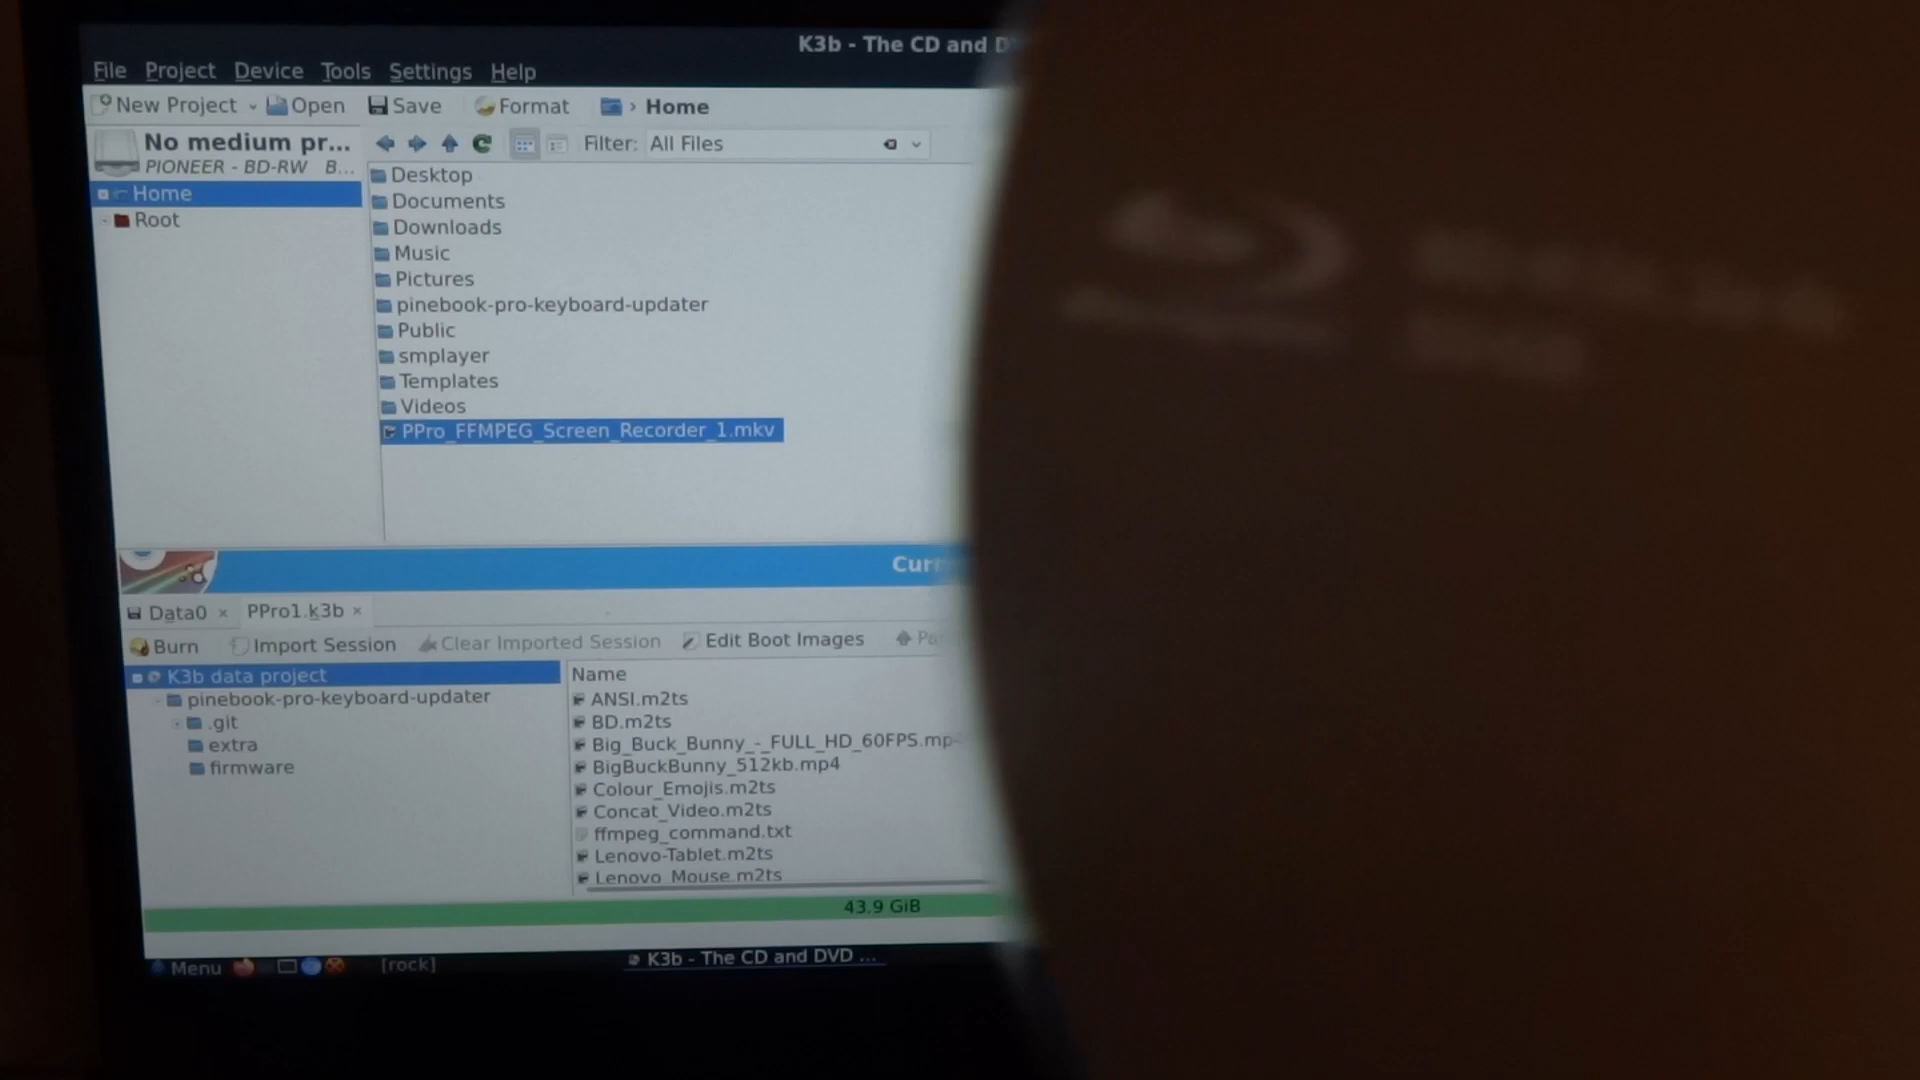 K3b - The CD and D
File Project Device Tools Settings Help
New Project Open Save Format Home
No medium pr...
PIONEER - BD-RW B...
Filter: All Files
Home
Root
Desktop
Documents
Downloads
Music
Pictures
pinebook-pro-keyboard-updater
Public
smplayer
Templates
Videos
PPro_FFMPEG_Screen_Recorder_1.mkv
Curr
Data0 × PPro1.k3b ×
Burn Import Session Clear Imported Session Edit Boot Images Pa
K3b data project
pinebook-pro-keyboard-updater
.git
extra
firmware
Name
ANSI.m2ts
BD.m2ts
Big_Buck_Bunny_-_FULL_HD_60FPS.mp
BigBuckBunny_512kb.mp4
Colour_Emojis.m2ts
Concat_Video.m2ts
ffmpeg_command.txt
Lenovo-Tablet.m2ts
Lenovo_Mouse.m2ts
43.9 GiB
Menu [rock] K3b - The CD and DVD ...